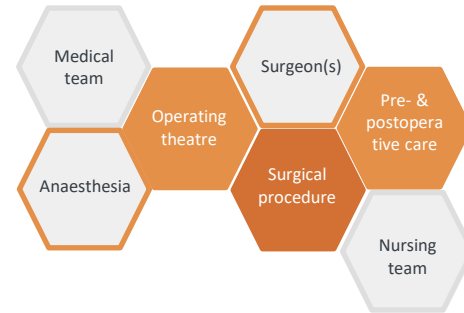 Medical
team
Surgeon(s)
Operating
theatre
Pre- &
postopera
tive care
Anaesthesia
Surgical
procedure
Nursing
team